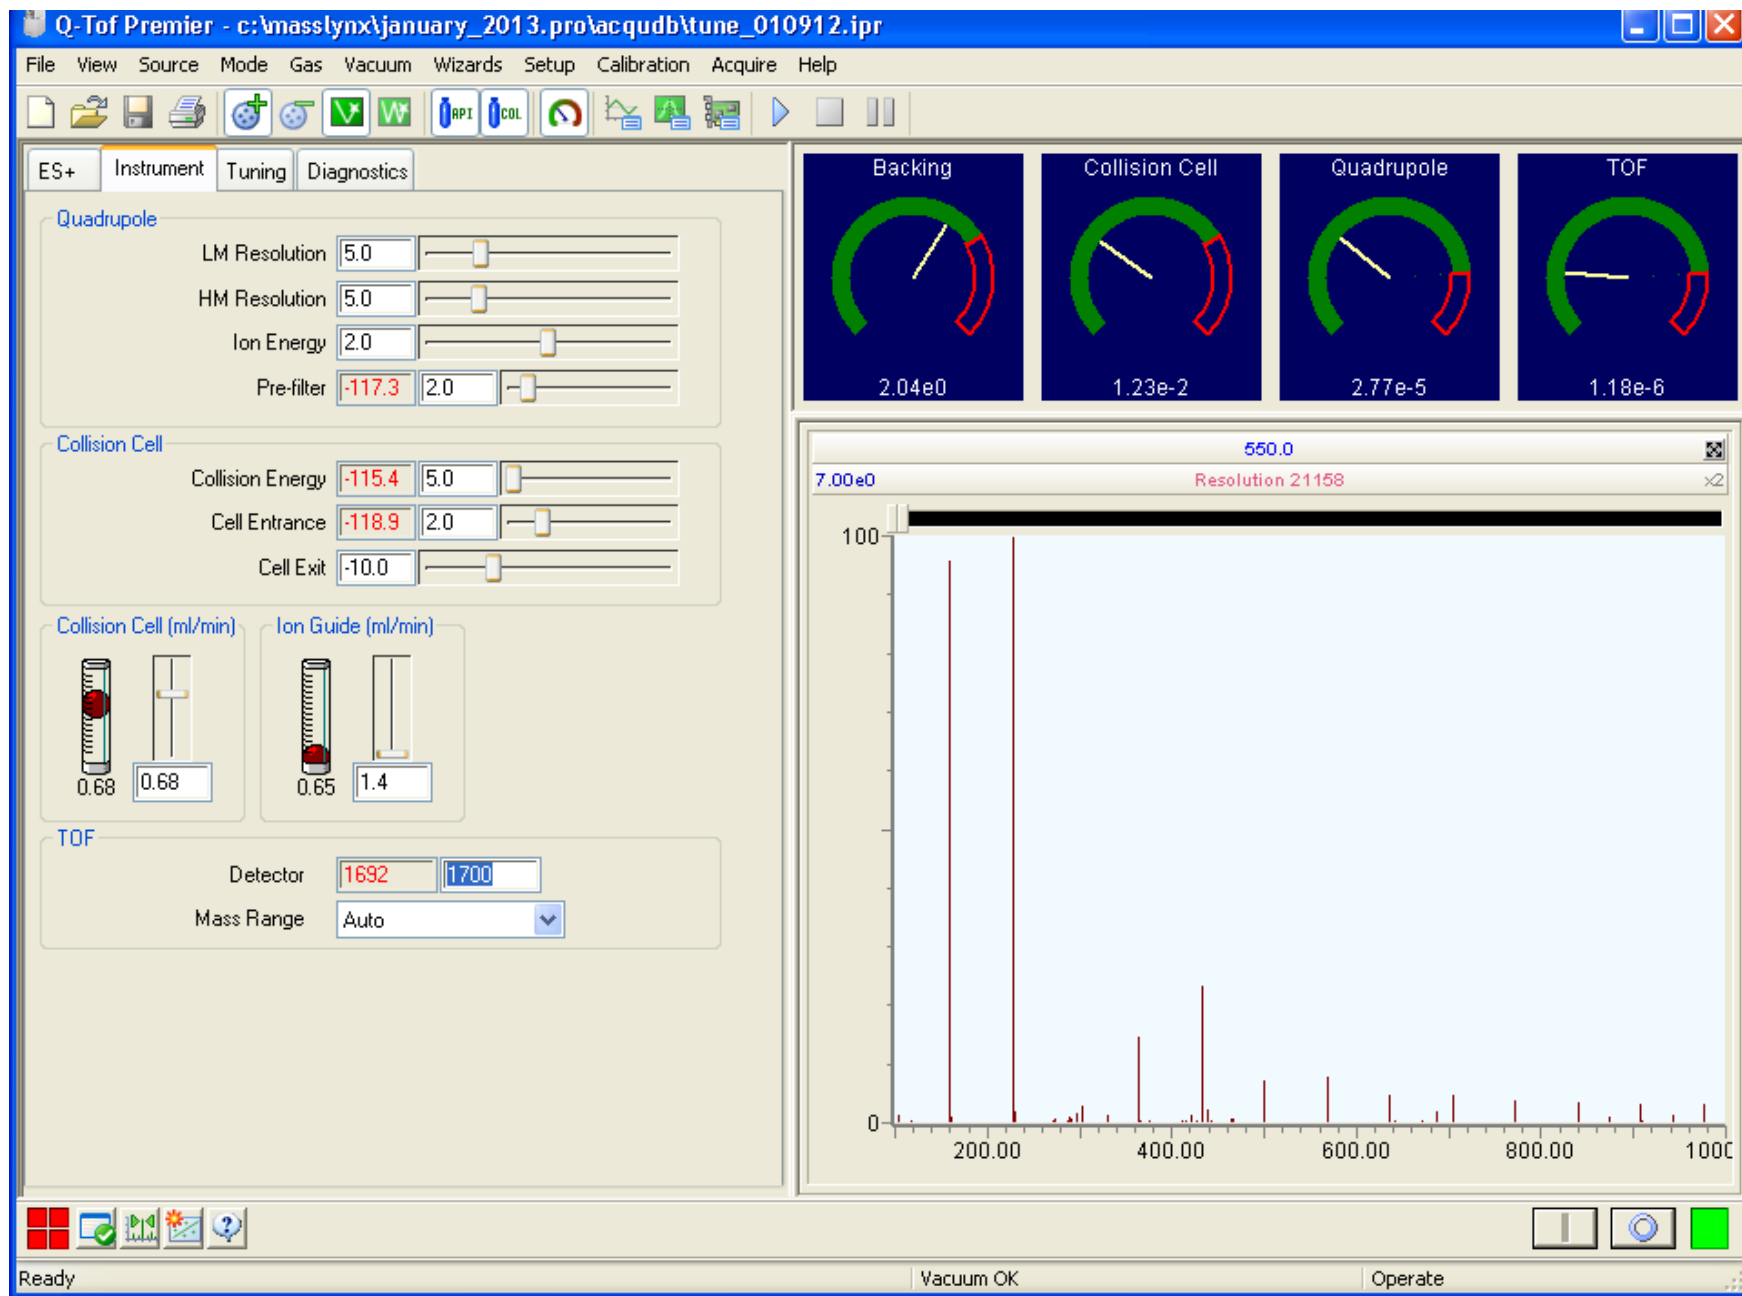 Q-Tof Premier - c:\masslynx\january_2013.pro\acqudb\tune_010912.ipr
File View Source Mode Gas Vacuum Wizards Setup Calibration Acquire Help
API COL
ES+ Instrument Tuning Diagnostics
Quadrupole
LM Resolution 5.0
HM Resolution 5.0
Ion Energy 2.0
Pre-filter -117.3 2.0
Collision Cell
Collision Energy -115.4 5.0
Cell Entrance -118.9 2.0
Cell Exit -10.0
Collision Cell (ml/min) Ion Guide (ml/min)
0.68 0.68 0.65 1.4
TOF
Detector 1692 1700
Mass Range Auto
Backing Collision Cell Quadrupole TOF
2.04e0 1.23e-2 2.77e-5 1.18e-6
550.0
7.00e0 Resolution 21158 x2
100
0
200.00 400.00 600.00 800.00 1000
Ready Vacuum OK Operate